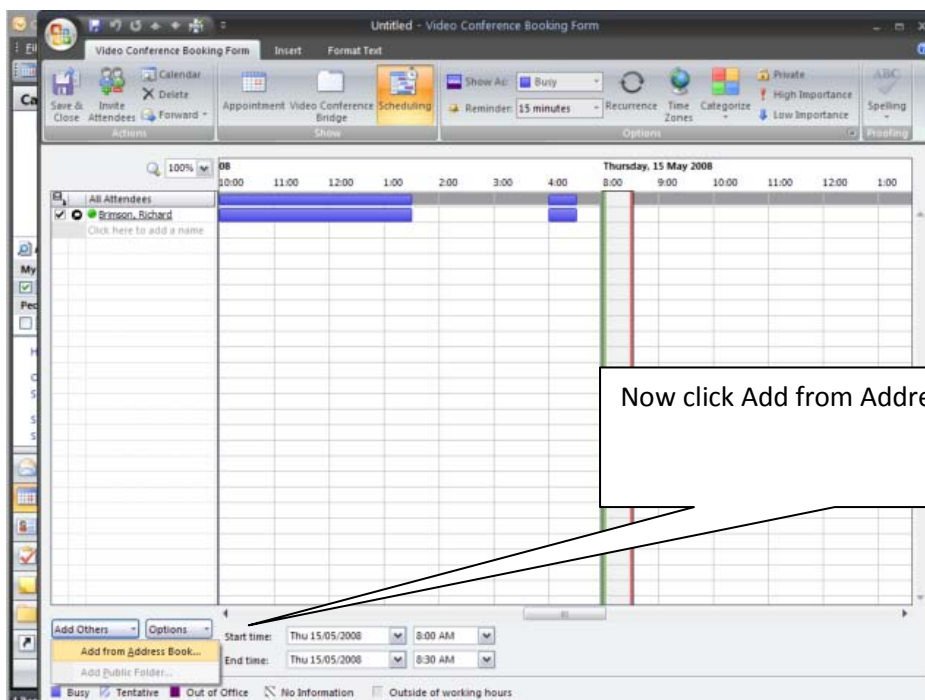 Untitled - Video Conference Booking Form
Video Conference Booking Form Insert Format Text
Save & Close
Invite Attendees
Calendar
Delete
Forward
Actions
Appointment
Video Conference Bridge
Scheduling
Show
Show As: Busy
Reminder: 15 minutes
Recurrence
Time Zones
Categorize
Private
High Importance
Low Importance
Options
ABC
Spelling
Proofing
100%
08 Thursday, 15 May 2008
10:00 11:00 12:00 1:00 2:00 3:00 4:00 8:00 9:00 10:00 11:00 12:00 1:00
All Attendees
Brimson, Richard
Click here to add a name
Ca
My
Peo
Now click Add from Addre
Add Others Options
Start time: Thu 15/05/2008 8:00 AM
Add from Address Book...
End time: Thu 15/05/2008 8:30 AM
Add Public Folder...
Busy Tentative Out of Office No Information Outside of working hours